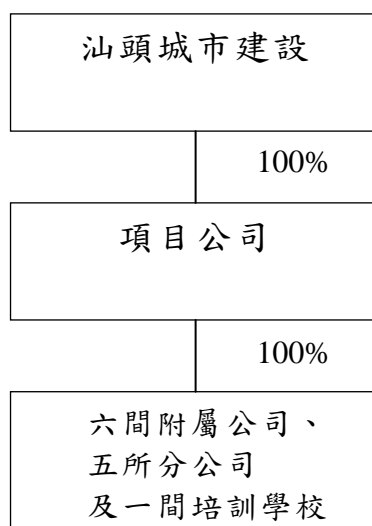 汕頭城市建設
100%
項目公司
100%
六間附屬公司、
五所分公司
及一間培訓學校